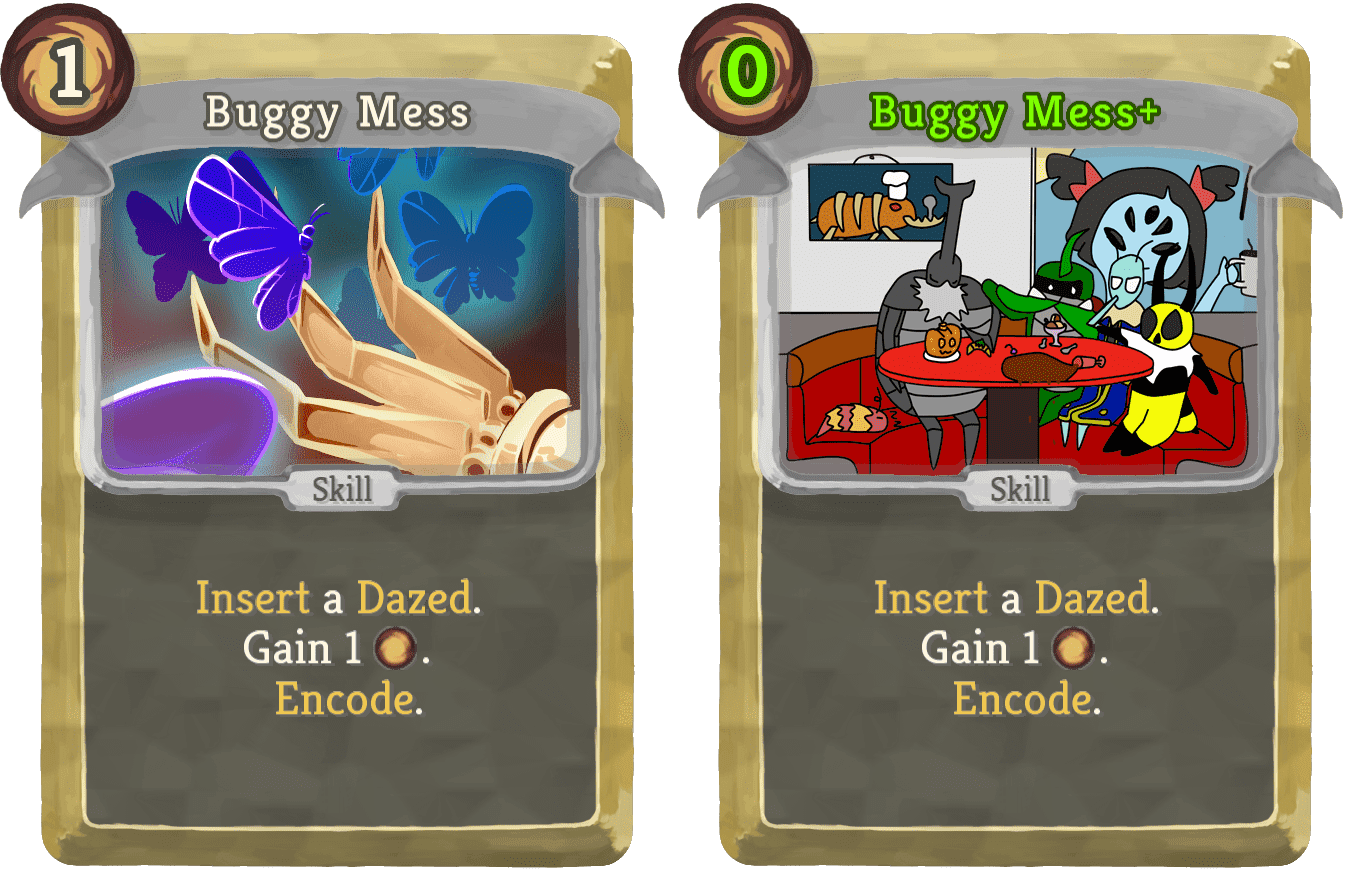 1
Buggy Mess
Skill
Insert a Dazed.
Gain 1 .
Encode.
0
Buggy Mess+
Skill
Insert a Dazed.
Gain 1 .
Encode.